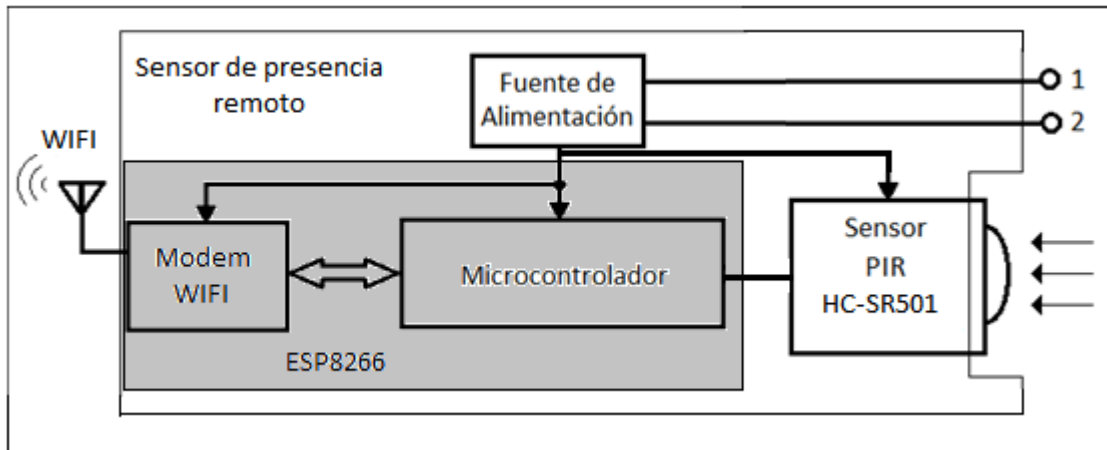 Sensor de presencia
remoto
Fuente de
Alimentación
1
2
WIFI
Modem
WIFI
Microcontrolador
Sensor
PIR
HC-SR501
ESP8266